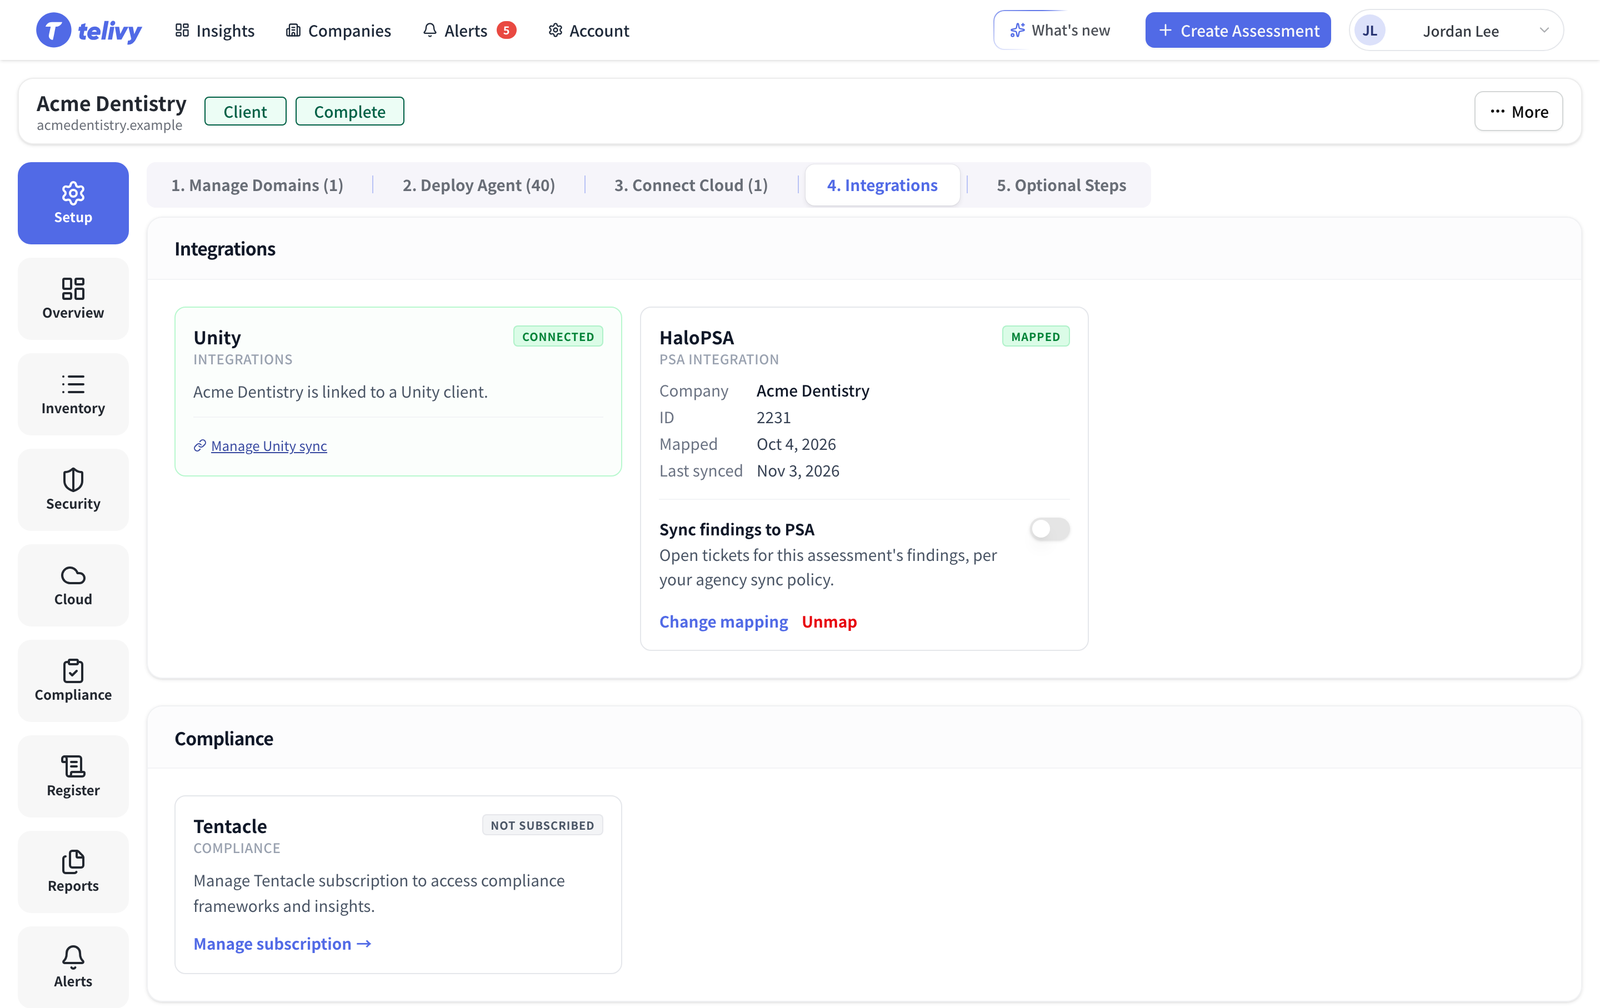 telivy
Insights
Companies
Alerts 5
Account
What's new
+ Create Assessment
JL
Jordan Lee
Acme Dentistry
acmedentistry.example
Client
Complete
··· More
Setup
Overview
Inventory
Security
Cloud
Compliance
Register
Reports
Alerts
1. Manage Domains (1)
2. Deploy Agent (40)
3. Connect Cloud (1)
4. Integrations
5. Optional Steps
Integrations
Unity
CONNECTED
INTEGRATIONS
Acme Dentistry is linked to a Unity client.
Manage Unity sync
HaloPSA
MAPPED
PSA INTEGRATION
Company Acme Dentistry
ID 2231
Mapped Oct 4, 2026
Last synced Nov 3, 2026
Sync findings to PSA
Open tickets for this assessment's findings, per
your agency sync policy.
Change mapping Unmap
Compliance
Tentacle
NOT SUBSCRIBED
COMPLIANCE
Manage Tentacle subscription to access compliance
frameworks and insights.
Manage subscription →